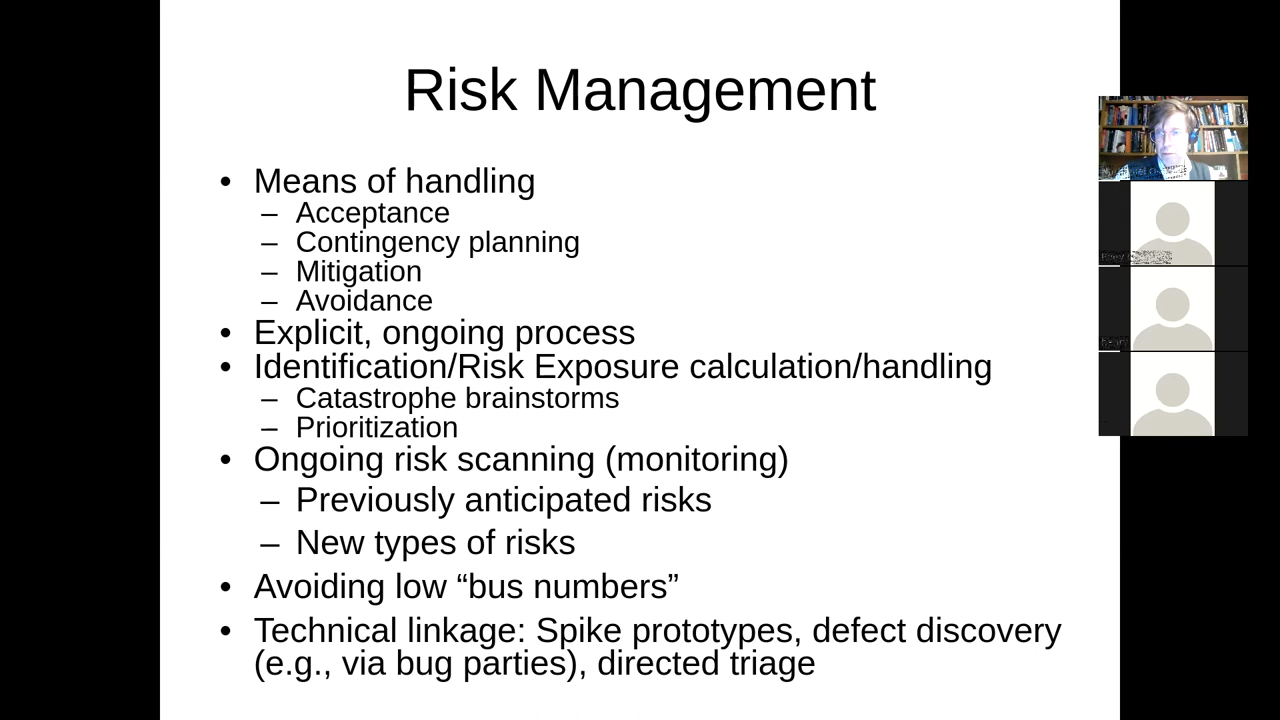 Risk Management
• Means of handling
– Acceptance
– Contingency planning
– Mitigation
– Avoidance
• Explicit, ongoing process
• Identification/Risk Exposure calculation/handling
– Catastrophe brainstorms
– Prioritization
• Ongoing risk scanning (monitoring)
– Previously anticipated risks
– New types of risks
• Avoiding low “bus numbers”
• Technical linkage: Spike prototypes, defect discovery
(e.g., via bug parties), directed triage